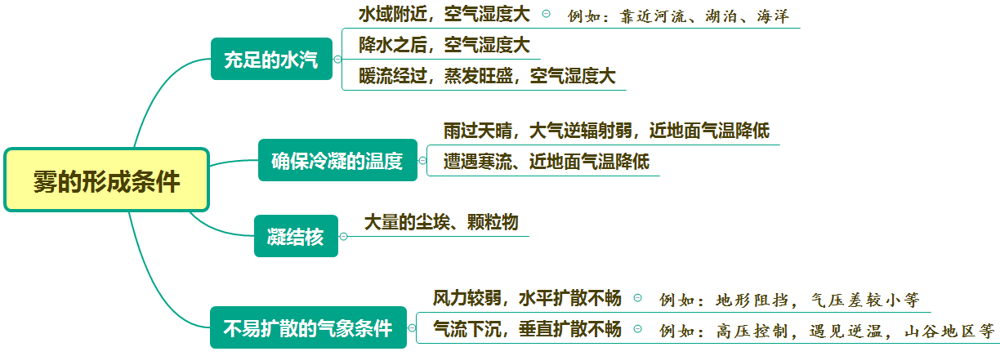 雾的形成条件
充足的水汽
水域附近，空气湿度大 例如：靠近河流、湖泊、海洋
降水之后，空气湿度大
暖流经过，蒸发旺盛，空气湿度大
确保冷凝的温度
雨过天晴，大气逆辐射弱，近地面气温降低
遭遇寒流、近地面气温降低
凝结核
大量的尘埃、颗粒物
不易扩散的气象条件
风力较弱，水平扩散不畅 例如：地形阻挡，气压差较小等
气流下沉，垂直扩散不畅 例如：高压控制，遇见逆温，山谷地区等